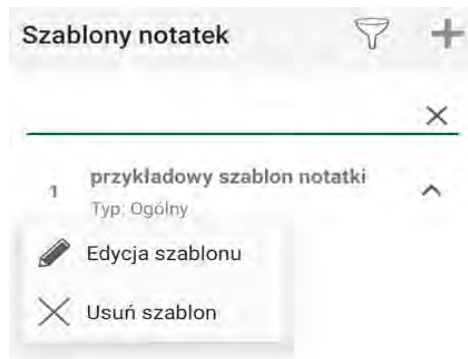 Szablony notatek
1 przykładowy szablon notatki
Typ: Ogólny
Edycja szablonu
Usuń szablon